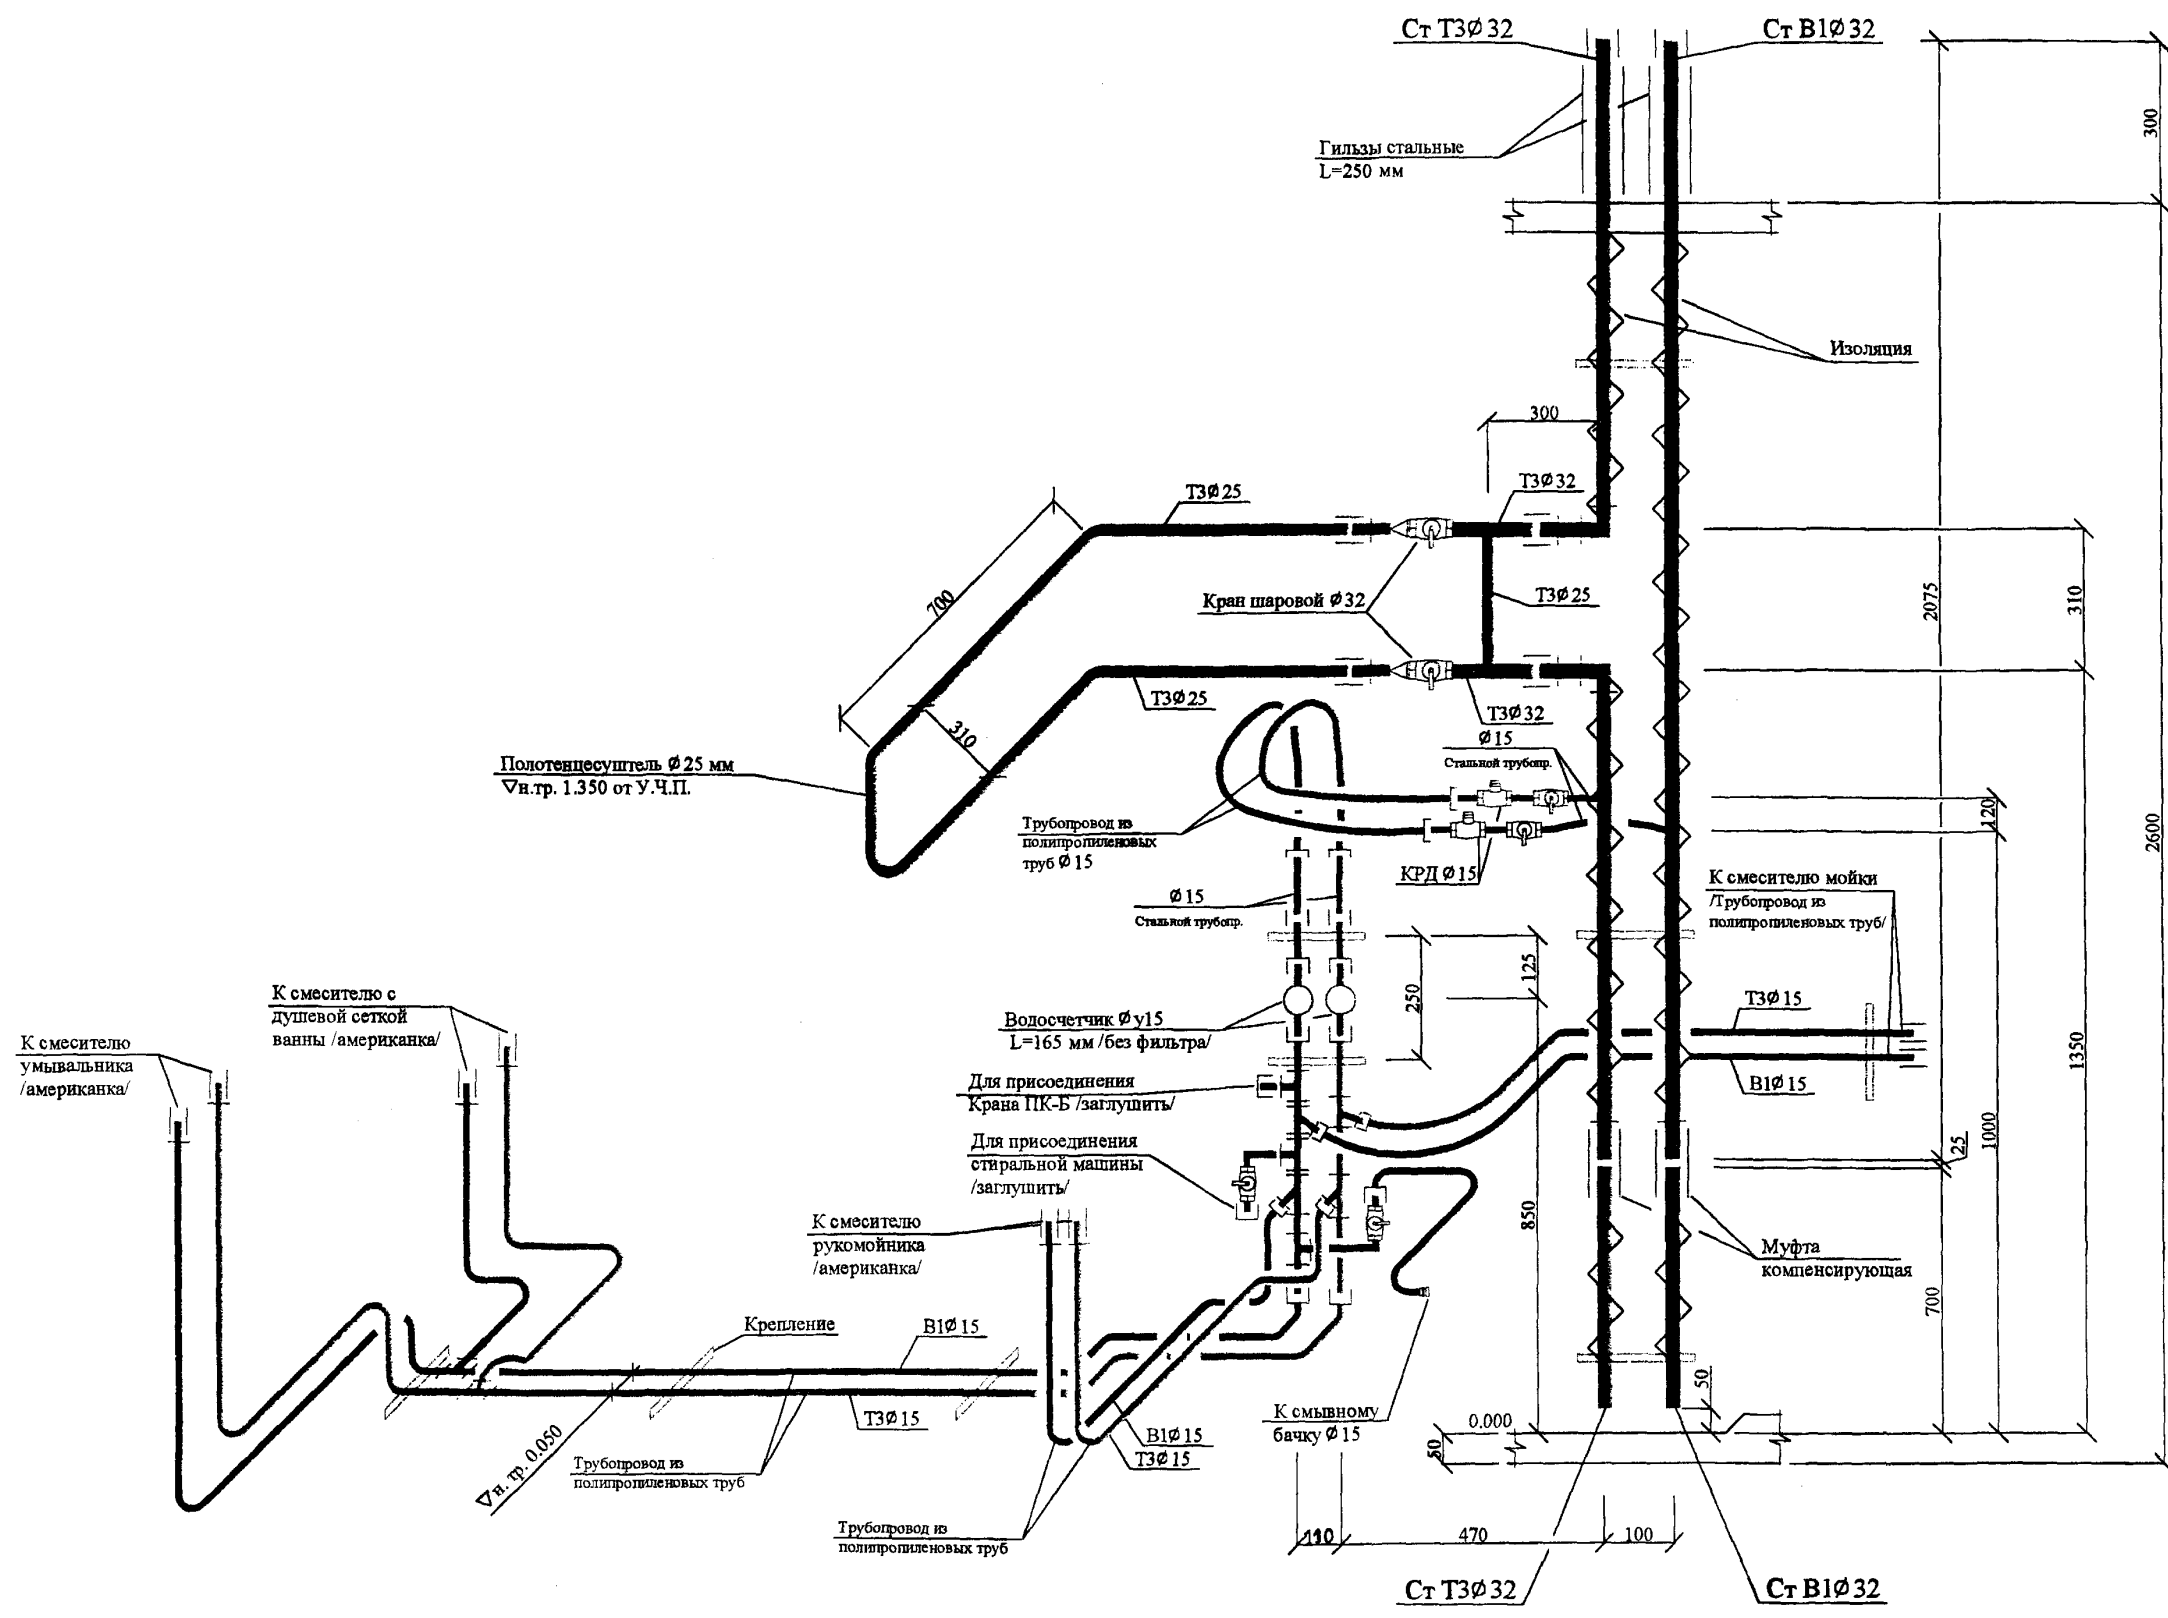 Ст Т3Ø32
Ст В1Ø32
300
Гильзы стальные
L=250 мм
Изоляция
300
Т3Ø25
Т3Ø32
700
Кран шаровой Ø32
Т3Ø25
2075
310
Т3Ø25
Т3Ø32
310
Ø15
Стальной трубопр.
Полотенцесуштель Ø25 мм
▽н.тр. 1.350 от У.Ч.П.
Трубопровод из
полипропиленовых
труб Ø15
120
2600
КРД Ø15
К смесителю мойки
/Трубопровод из
полипропиленовых труб/
Ø15
Стальной трубопр.
125
250
К смесителю с
душевой сеткой
ванны /американка/
Т3Ø15
Водосчетчик Øу15
L=165 мм /без фильтра/
К смесителю
умывальника
/американка/
1350
В1Ø15
Для присоединения
Крана ПК-Б /заглушить/
1000
25
Для присоединения
стиральной машины
/заглушить/
850
К смесителю
рукомойника
/американка/
Муфта
компенсирующая
700
Крепление
В1Ø15
50
Т3Ø15
К смывному
бачку Ø15
0.000
50
В1Ø15
Т3Ø15
▽н. тр. 0.050
Трубопровод из
полипропиленовых труб
Трубопровод из
полипропиленовых труб
110
470
100
Ст Т3Ø32
Ст В1Ø32